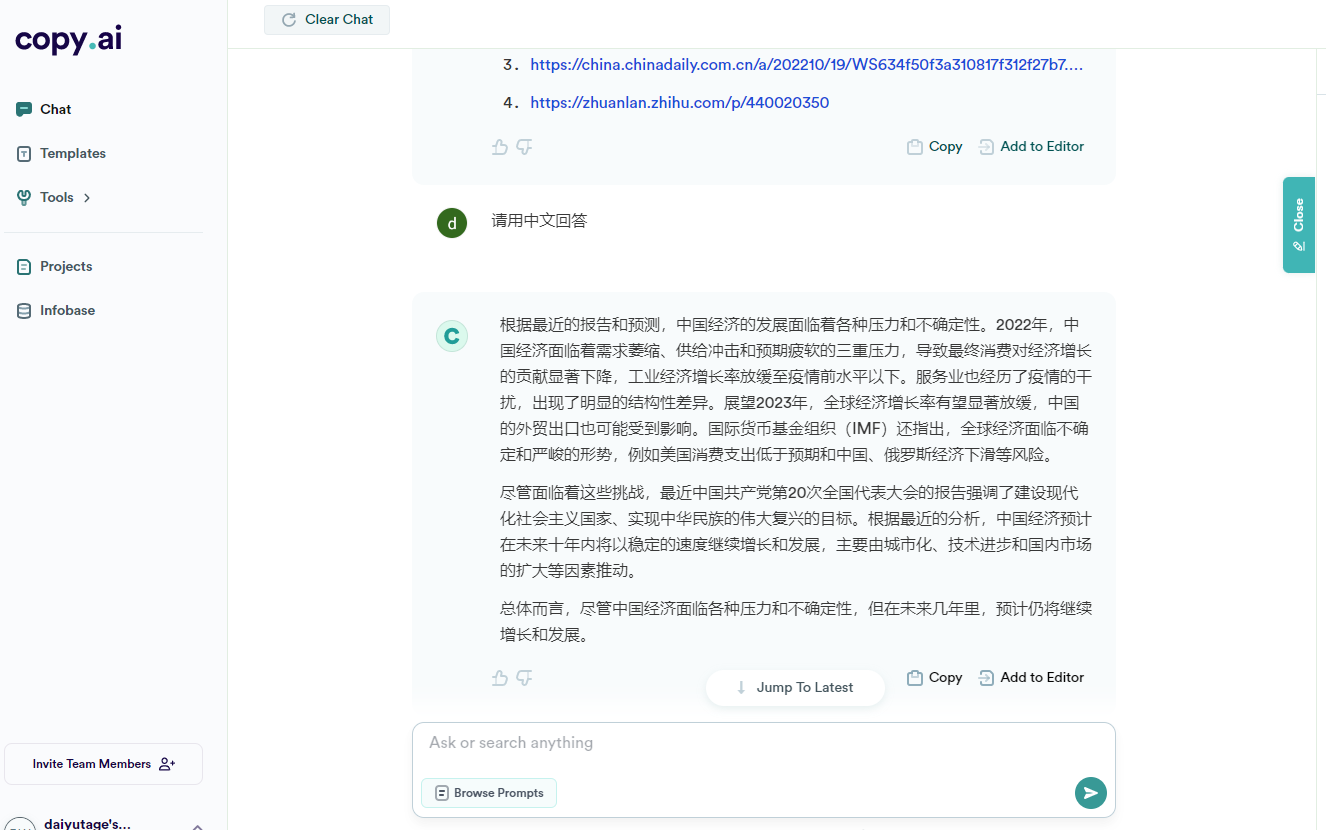 copy.ai
Chat
Templates
Tools
Projects
Infobase
Invite Team Members
daiyutage's...
Clear Chat
3. https://china.chinadaily.com.cn/a/202210/19/WS634f50f3a310817f312f27b7....
4. https://zhuanlan.zhihu.com/p/440020350
Copy
Add to Editor
d
请用中文回答
Close
C
根据最近的报告和预测，中国经济的发展面临着各种压力和不确定性。2022年，中
国经济面临着需求萎缩、供给冲击和预期疲软的三重压力，导致最终消费对经济增长
的贡献显著下降，工业经济增长率放缓至疫情前水平以下。服务业也经历了疫情的干
扰，出现了明显的结构性差异。展望2023年，全球经济增长率有望显著放缓，中国
的外贸出口也可能受到影响。国际货币基金组织（IMF）还指出，全球经济面临不确
定和严峻的形势，例如美国消费支出低于预期和中国、俄罗斯经济下滑等风险。
尽管面临着这些挑战，最近中国共产党第20次全国代表大会的报告强调了建设现代
化社会主义国家、实现中华民族的伟大复兴的目标。根据最近的分析，中国经济预计
在未来十年内将以稳定的速度继续增长和发展，主要由城市化、技术进步和国内市场
的扩大等因素推动。
总体而言，尽管中国经济面临各种压力和不确定性，但在未来几年里，预计仍将继续
增长和发展。
Jump To Latest
Copy
Add to Editor
Ask or search anything
Browse Prompts